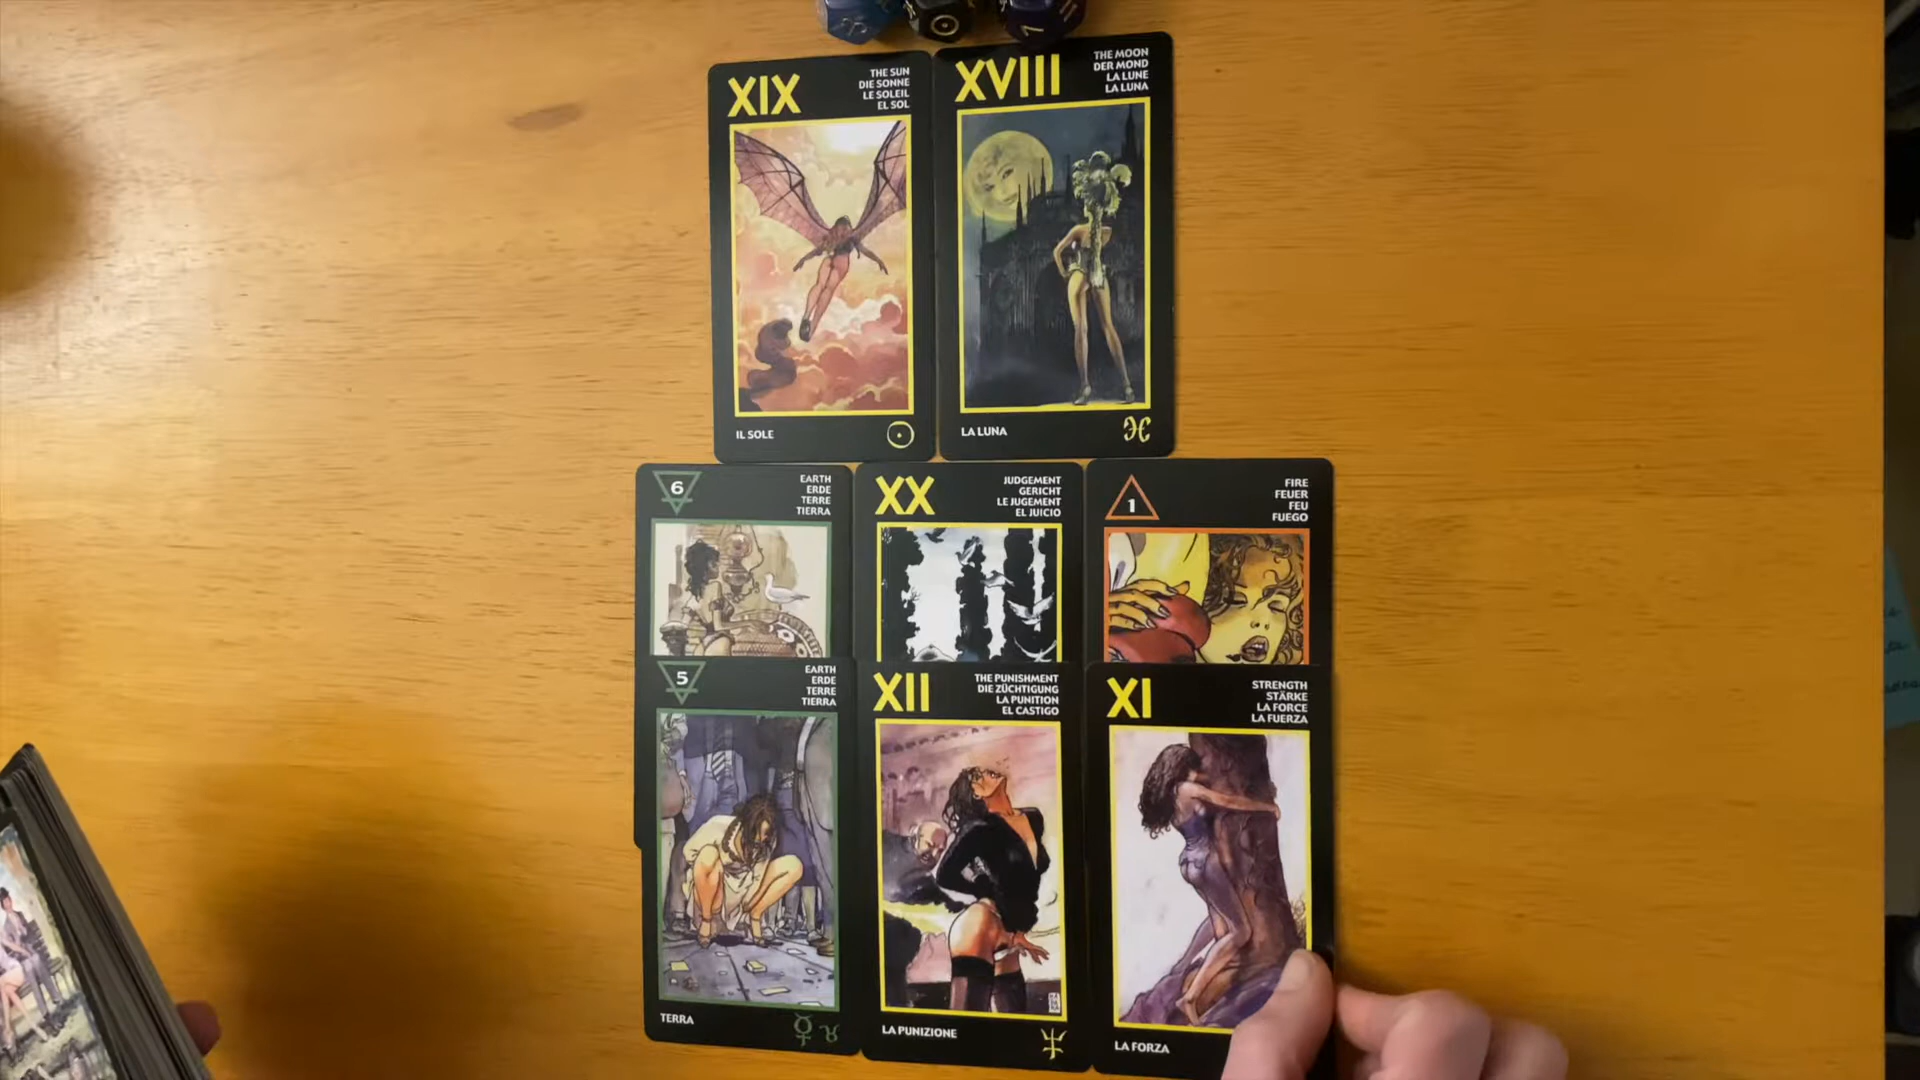 XIX
THE SUN
DIE SONNE
LE SOLEIL
EL SOL
IL SOLE
XVIII
THE MOON
DER MOND
LA LUNE
LA LUNA
LA LUNA
6
EARTH
ERDE
TERRE
TIERRA
XX
JUDGEMENT
GERICHT
LE JUGEMENT
EL JUICIO
1
FIRE
FEUER
FEU
FUEGO
5
EARTH
ERDE
TERRE
TIERRA
TERRA
XII
THE PUNISHMENT
DIE ZÜCHTIGUNG
LA PUNITION
EL CASTIGO
LA PUNIZIONE
XI
STRENGTH
STÄRKE
LA FORCE
LA FUERZA
LA FORZA